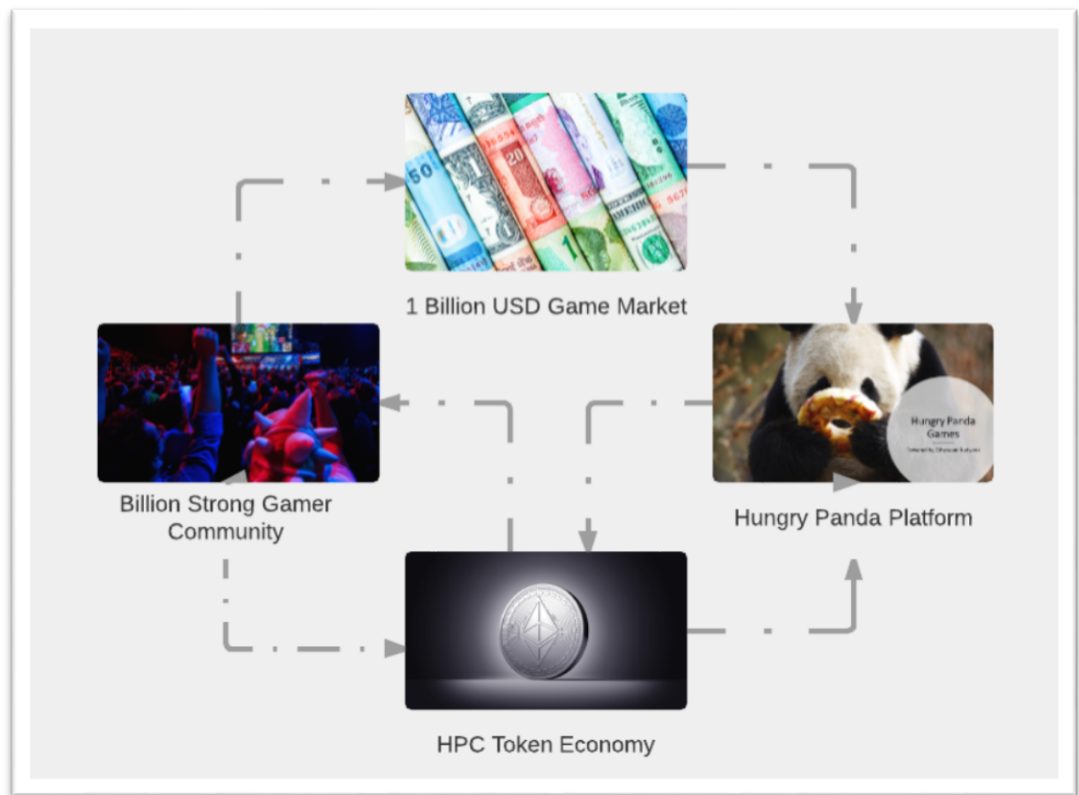 1 Billion USD Game Market
Billion Strong Gamer
Community
Hungry Panda
Games
Hungry Panda Platform
HPC Token Economy